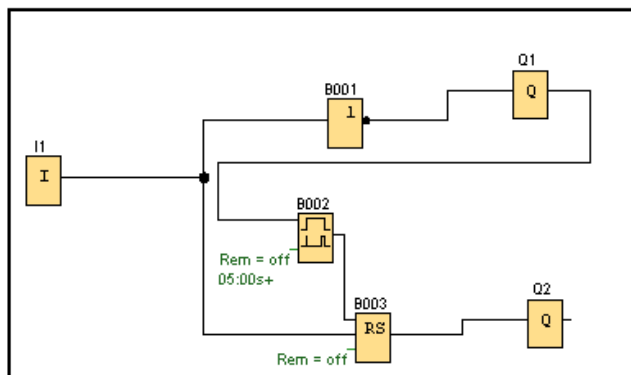 Q1
B001
1
Q
I1
I
B002
Rem = off
05:00s+
B003
Q2
RS
Q
Rem = off